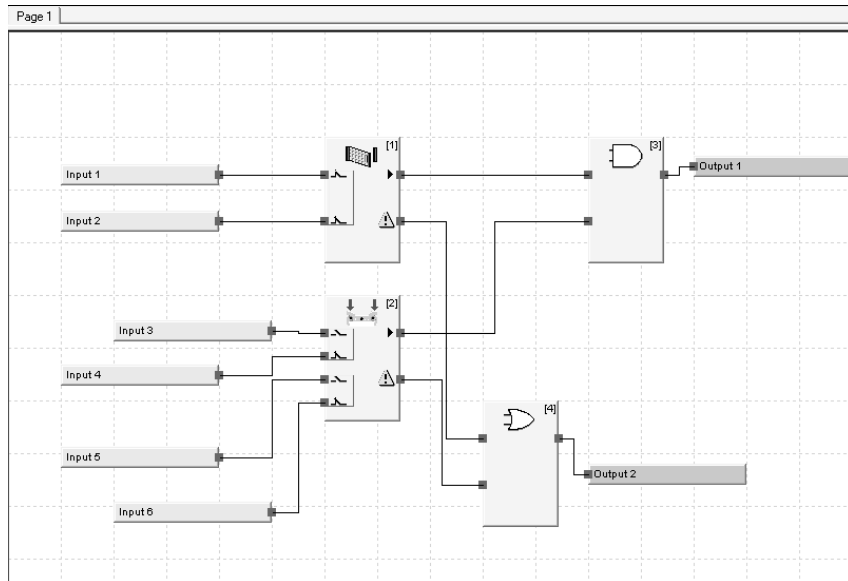 Page 1
[1]
[3]
Input 1
Output 1
Input 2
[2]
Input 3
Input 4
[4]
Input 5
Output 2
Input 6